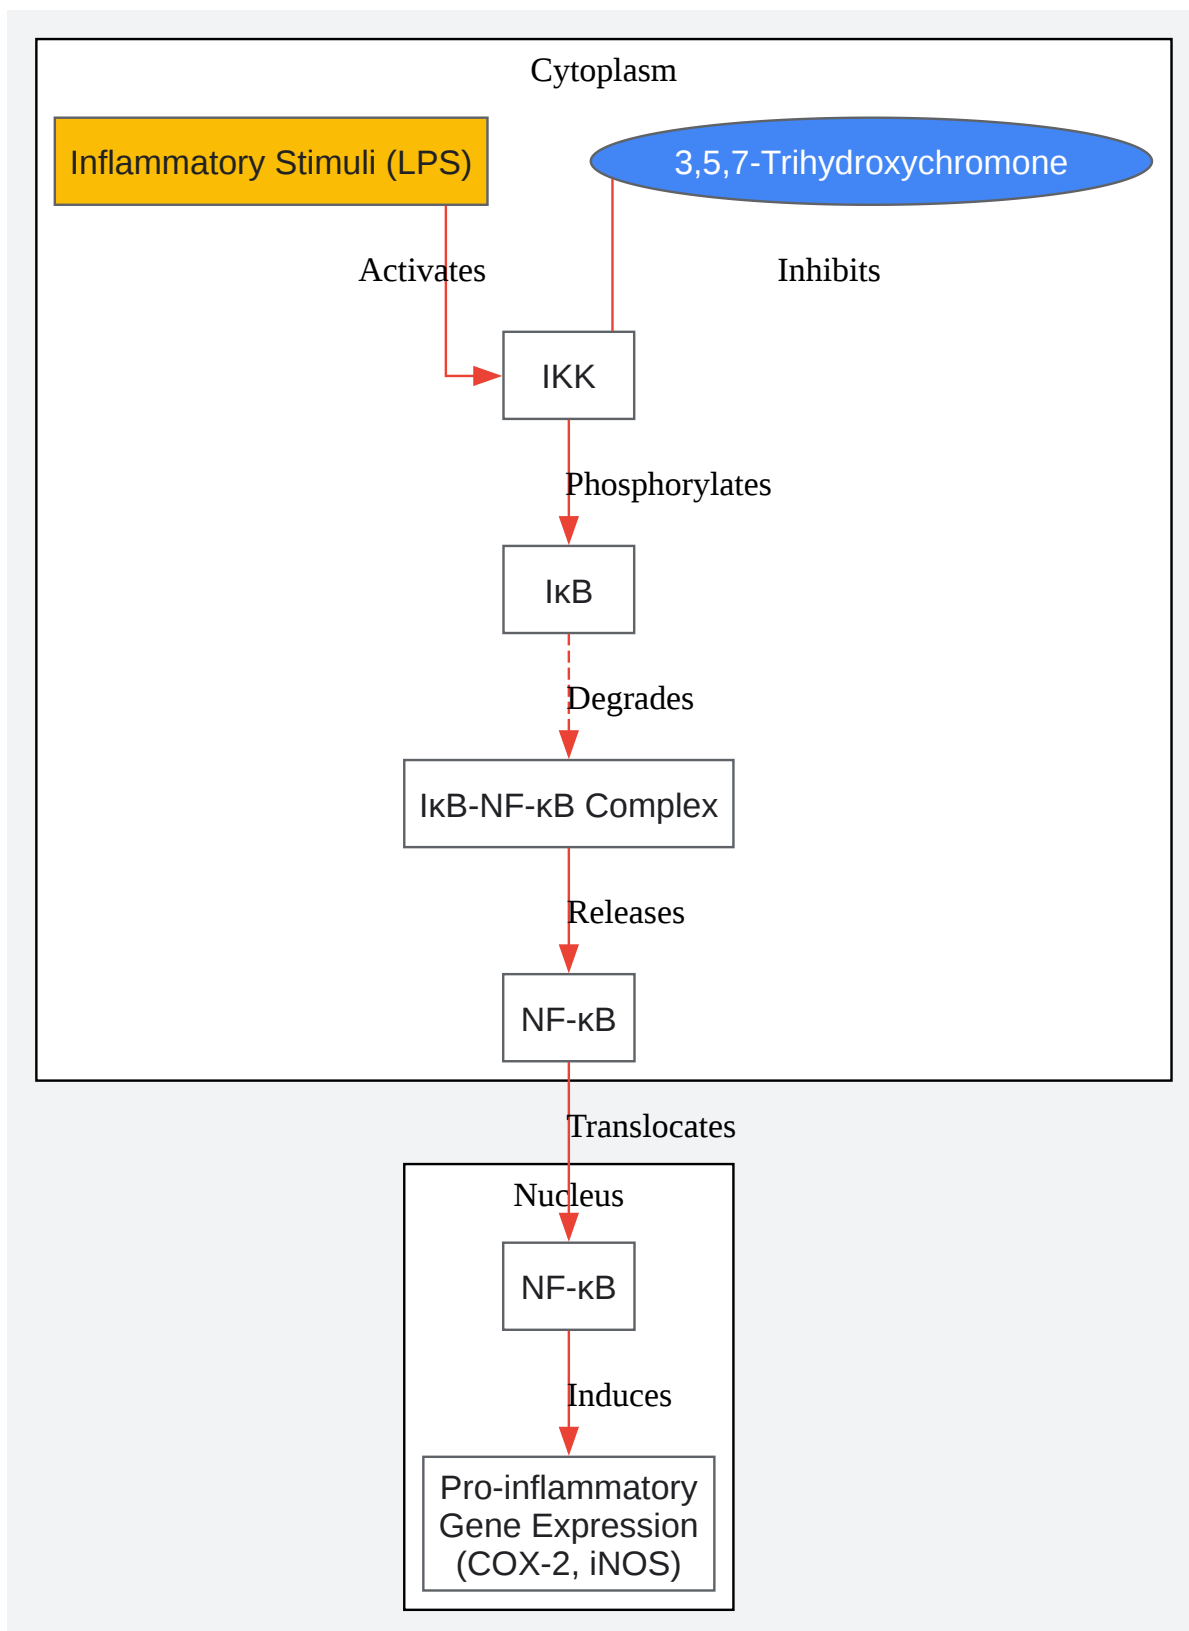 Cytoplasm
Inflammatory Stimuli (LPS)
3,5,7-Trihydroxychromone
Activates
Inhibits
IKK
Phosphorylates
IκB
Degrades
IκB-NF-κB Complex
Releases
NF-κB
Translocates
Nucleus
NF-κB
Induces
Pro-inflammatory
Gene Expression
(COX-2, iNOS)